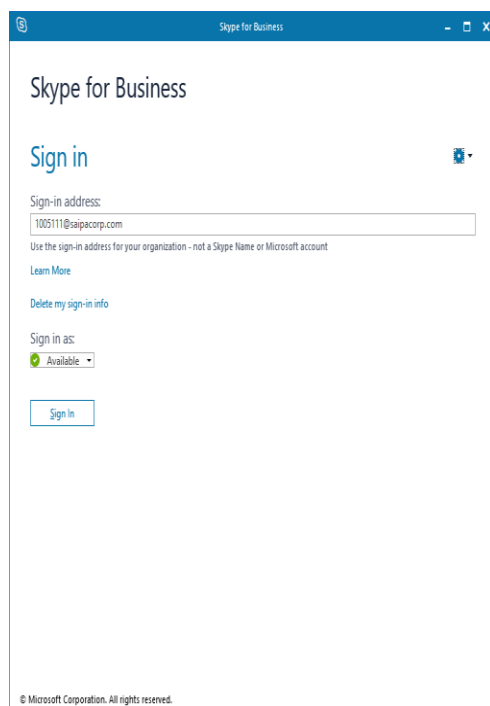 Skype for Business
Skype for Business
Sign in
Sign-in address:
1005111@saipacorp.com
Use the sign-in address for your organization - not a Skype Name or Microsoft account
Learn More
Delete my sign-in info
Sign in as:
Available
Sign In
© Microsoft Corporation. All rights reserved.